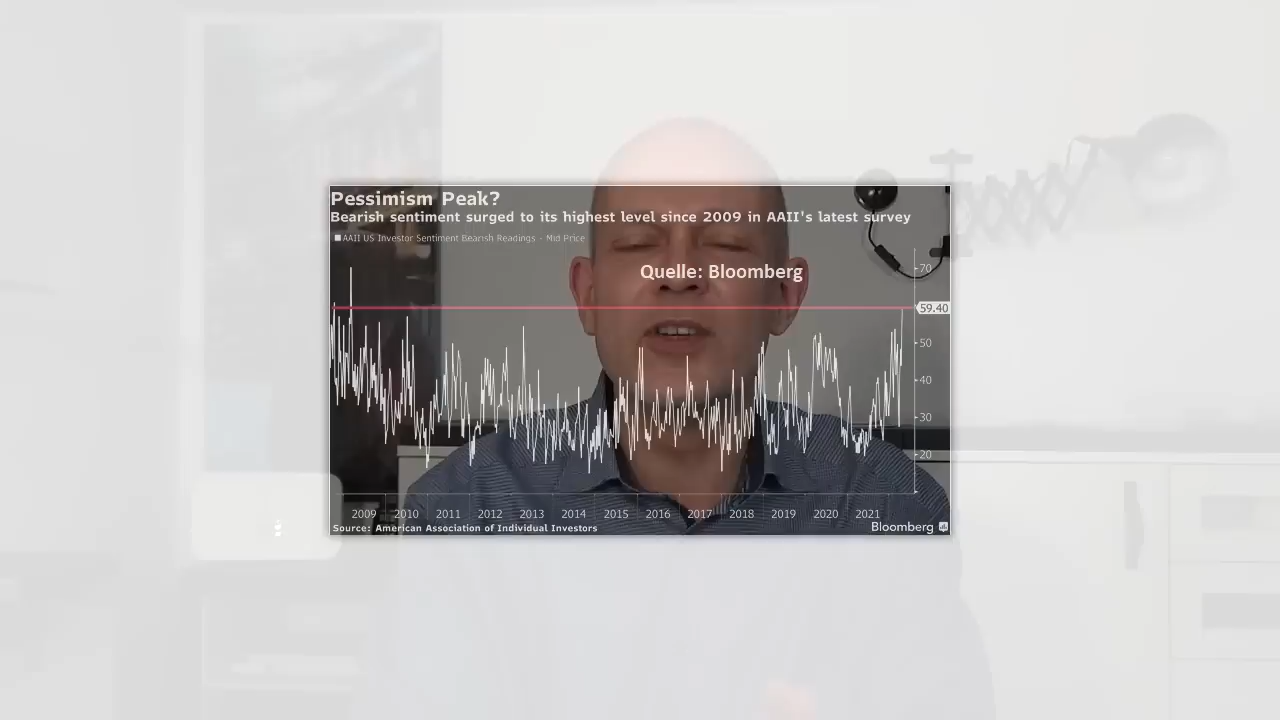 Pessimism Peak?
Bearish sentiment surged to its highest level since 2009 in AAII's latest survey
AAII US Investor Sentiment Bearish Readings - Mid Price
Quelle: Bloomberg
70
59.40
50
40
30
20
2009 2010 2011 2012 2013 2014 2015 2016 2017 2018 2019 2020 2021
Source: American Association of Individual Investors
Bloomberg